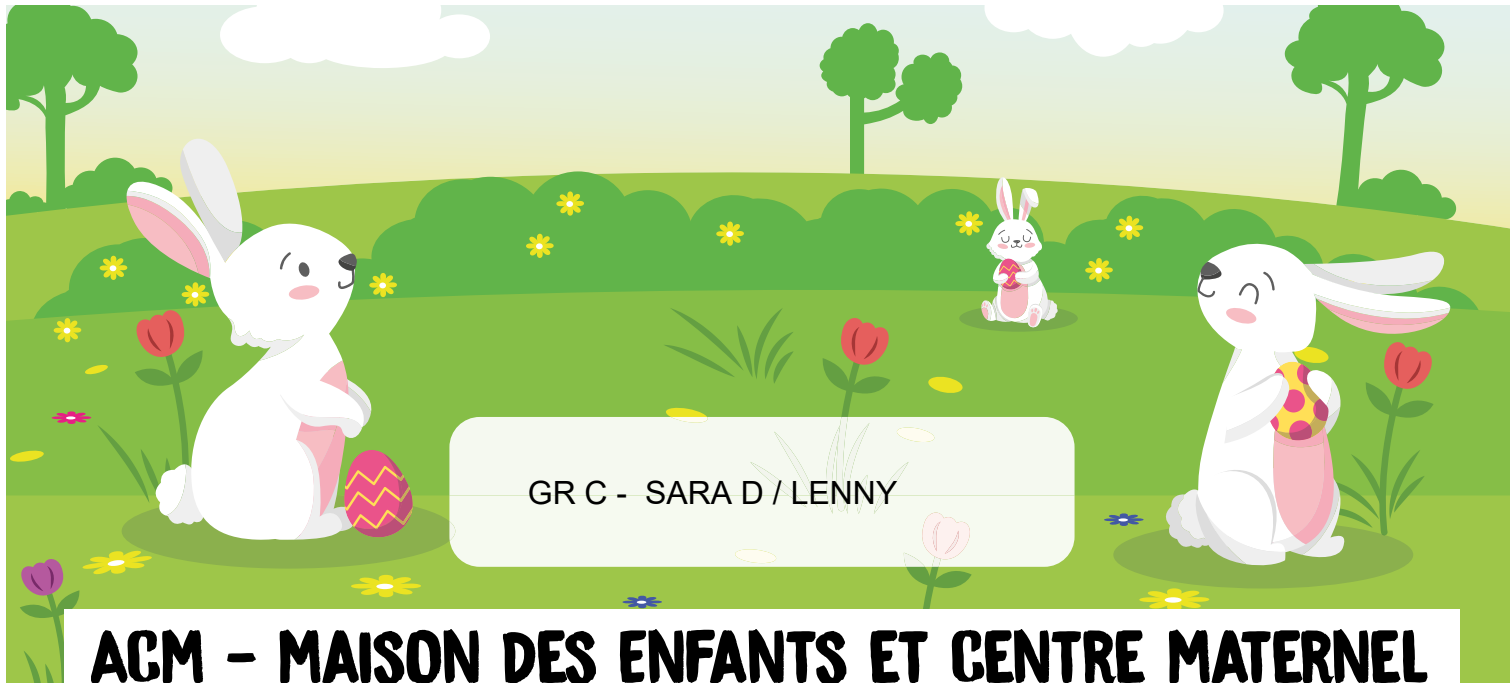 GR C - SARA D / LENNY
ACM - MAISON DES ENFANTS ET CENTRE MATERNEL